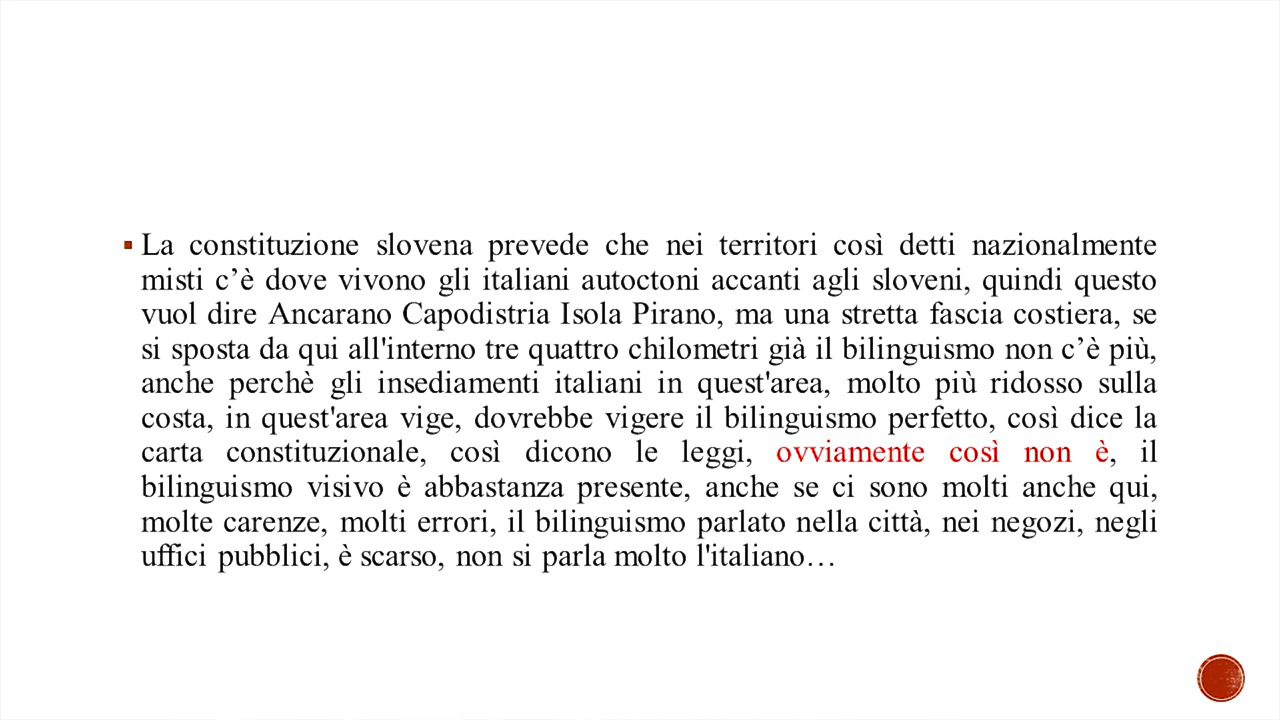 La constituzione slovena prevede che nei territori così detti nazionalmente
misti c’è dove vivono gli italiani autoctoni accanti agli sloveni, quindi questo
vuol dire Ancarano Capodistria Isola Pirano, ma una stretta fascia costiera, se
si sposta da qui all'interno tre quattro chilometri già il bilinguismo non c’è più,
anche perchè gli insediamenti italiani in quest'area, molto più ridosso sulla
costa, in quest'area vige, dovrebbe vigere il bilinguismo perfetto, così dice la
carta constituzionale, così dicono le leggi, ovviamente così non è, il
bilinguismo visivo è abbastanza presente, anche se ci sono molti anche qui,
molte carenze, molti errori, il bilinguismo parlato nella città, nei negozi, negli
uffici pubblici, è scarso, non si parla molto l'italiano…